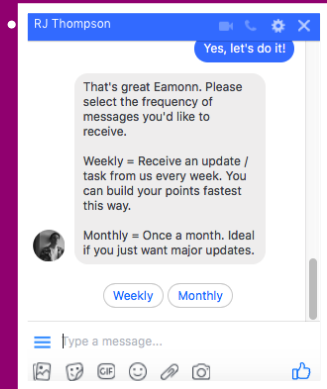 RJ Thompson
Yes, let's do it!
That's great Eamonn. Please
select the frequency of
messages you'd like to
receive.
Weekly = Receive an update /
task from us every week. You
can build your points fastest
this way.
Monthly = Once a month. Ideal
if you just want major updates.
Weekly Monthly
Type a message...
GIF